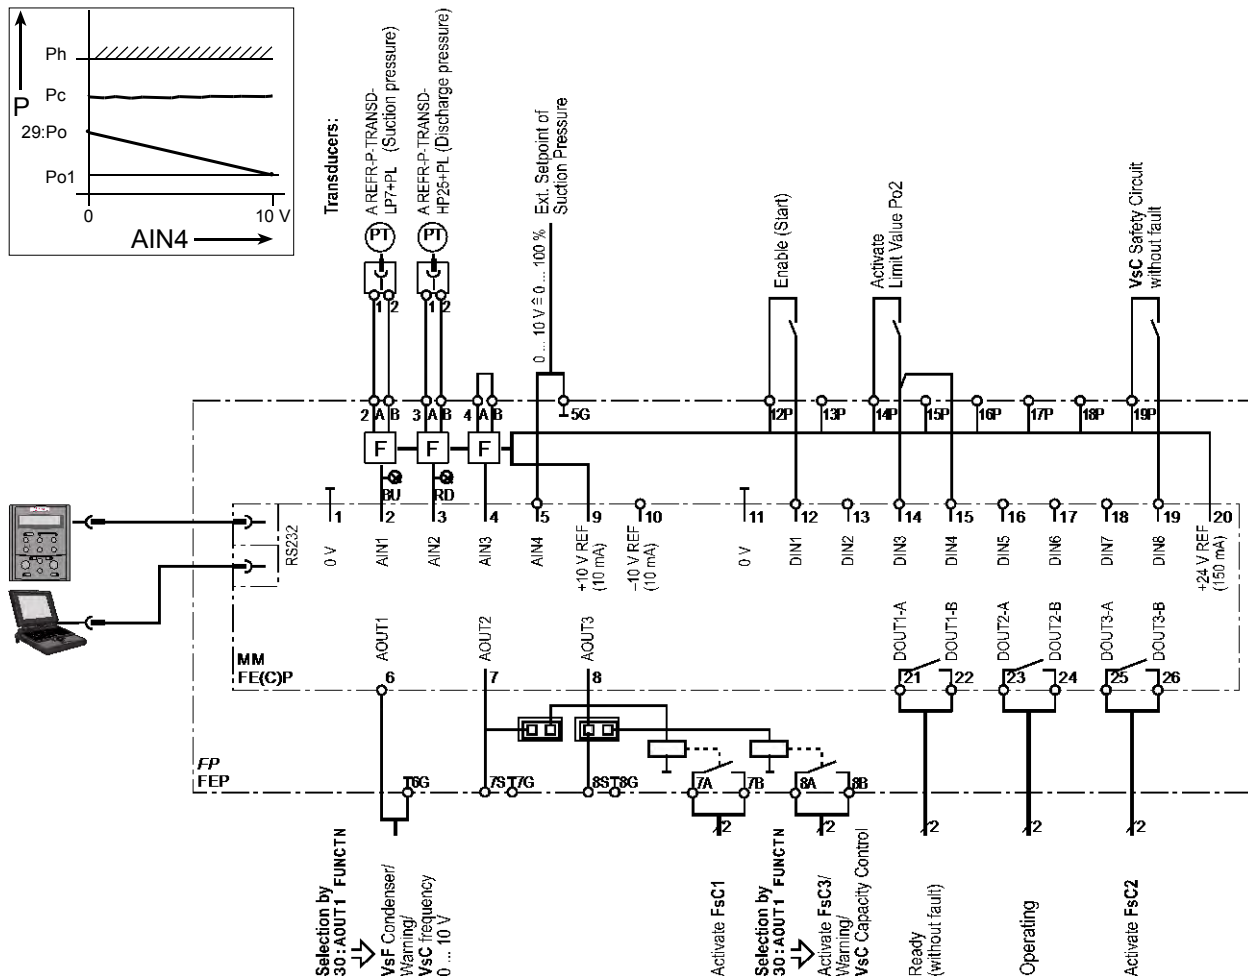 Ph
Pc
P
29:Po
Po1
0
10 V
AIN4
Transducers:
A REFR-P-TRANSD-
LP7+PL (Suction pressure)
A REFR-P-TRANSD-
HP25+PL (Discharge pressure)
PT
PT
1 2
1 2
0 ... 10 V ≙ 0 ... 100 %
Ext. Setpoint of
Suction Pressure
Enable (Start)
Activate
Limit Value Po2
VsC Safety Circuit
without fault
2 A B
3 A B
4 A B
5G
12P
13P
14P
15P
16P
17P
18P
19P
F
F
F
BU
RD
RS232
1
2
3
4
5
9
10
11
12
13
14
15
16
17
18
19
20
0 V
AIN1
AIN2
AIN3
AIN4
+10 V REF
(10 mA)
–10 V REF
(10 mA)
0 V
DIN1
DIN2
DIN3
DIN4
DIN5
DIN6
DIN7
DIN8
+24 V REF
(150 mA)
AOUT1
AOUT2
AOUT3
DOUT1-A
DOUT1-B
DOUT2-A
DOUT2-B
DOUT3-A
DOUT3-B
MM
FE(C)P
6
7
8
21
22
23
24
25
26
FP
FEP
6G
7S
7G
8S
8G
7A
7B
8A
8B
2
2
2
2
2
Selection by
30:AOUT1 FUNCTN
VsF Condenser/
Warning/
VsC frequency
0 ... 10 V
Activate FsC1
Selection by
30:AOUT1 FUNCTN
Activate FsC3/
Warning/
VsC Capacity Control
Ready
(without fault)
Operating
Activate FsC2